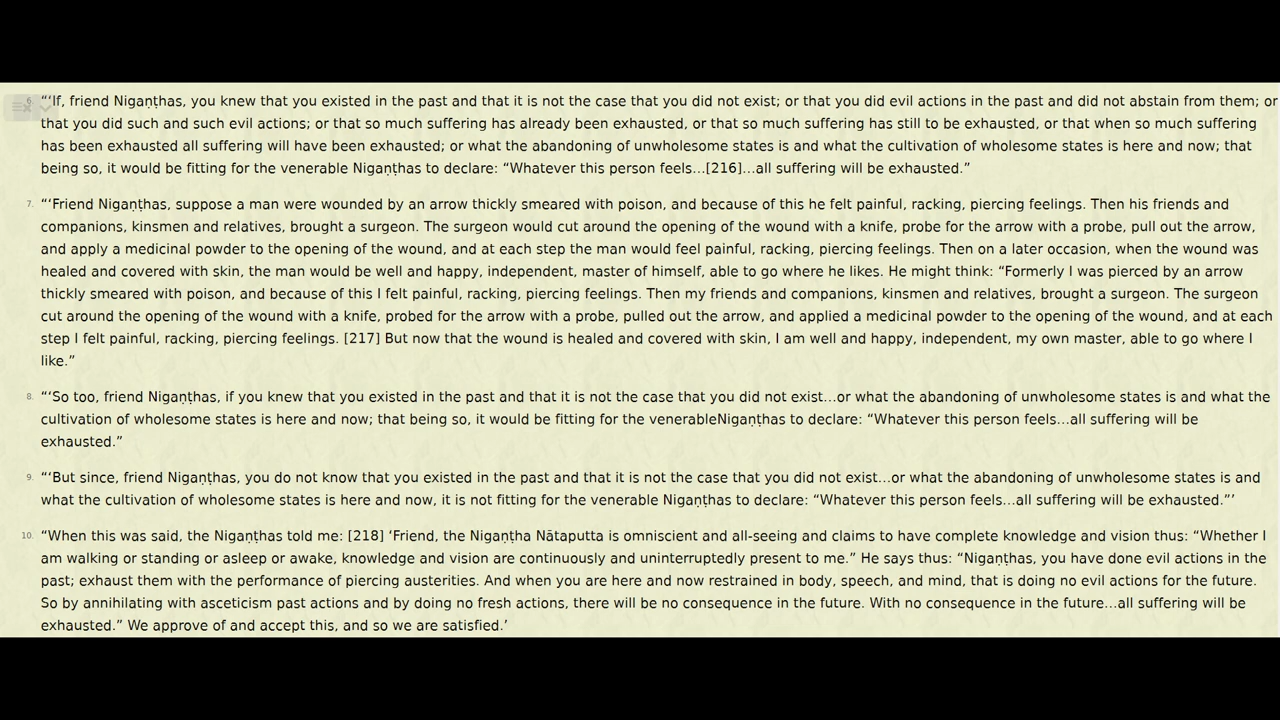 6. “‘If, friend Nigaṇṭhas, you knew that you existed in the past and that it is not the case that you did not exist; or that you did evil actions in the past and did not abstain from them; or
that you did such and such evil actions; or that so much suffering has already been exhausted, or that so much suffering has still to be exhausted, or that when so much suffering
has been exhausted all suffering will have been exhausted; or what the abandoning of unwholesome states is and what the cultivation of wholesome states is here and now; that
being so, it would be fitting for the venerable Nigaṇṭhas to declare: “Whatever this person feels…[216]…all suffering will be exhausted.”
7. “‘Friend Nigaṇṭhas, suppose a man were wounded by an arrow thickly smeared with poison, and because of this he felt painful, racking, piercing feelings. Then his friends and
companions, kinsmen and relatives, brought a surgeon. The surgeon would cut around the opening of the wound with a knife, probe for the arrow with a probe, pull out the arrow,
and apply a medicinal powder to the opening of the wound, and at each step the man would feel painful, racking, piercing feelings. Then on a later occasion, when the wound was
healed and covered with skin, the man would be well and happy, independent, master of himself, able to go where he likes. He might think: “Formerly I was pierced by an arrow
thickly smeared with poison, and because of this I felt painful, racking, piercing feelings. Then my friends and companions, kinsmen and relatives, brought a surgeon. The surgeon
cut around the opening of the wound with a knife, probed for the arrow with a probe, pulled out the arrow, and applied a medicinal powder to the opening of the wound, and at each
step I felt painful, racking, piercing feelings. [217] But now that the wound is healed and covered with skin, I am well and happy, independent, my own master, able to go where I
like.”
8. “‘So too, friend Nigaṇṭhas, if you knew that you existed in the past and that it is not the case that you did not exist…or what the abandoning of unwholesome states is and what the
cultivation of wholesome states is here and now; that being so, it would be fitting for the venerableNigaṇṭhas to declare: “Whatever this person feels…all suffering will be
exhausted.”
9. “‘But since, friend Nigaṇṭhas, you do not know that you existed in the past and that it is not the case that you did not exist…or what the abandoning of unwholesome states is and
what the cultivation of wholesome states is here and now, it is not fitting for the venerable Nigaṇṭhas to declare: “Whatever this person feels…all suffering will be exhausted.”’
10. “When this was said, the Nigaṇṭhas told me: [218] ‘Friend, the Nigaṇṭha Nātaputta is omniscient and all-seeing and claims to have complete knowledge and vision thus: “Whether I
am walking or standing or asleep or awake, knowledge and vision are continuously and uninterruptedly present to me.” He says thus: “Nigaṇṭhas, you have done evil actions in the
past; exhaust them with the performance of piercing austerities. And when you are here and now restrained in body, speech, and mind, that is doing no evil actions for the future.
So by annihilating with asceticism past actions and by doing no fresh actions, there will be no consequence in the future. With no consequence in the future…all suffering will be
exhausted.” We approve of and accept this, and so we are satisfied.’